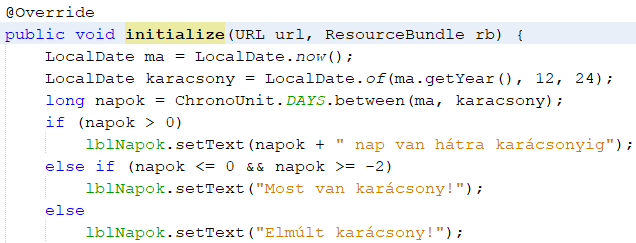 @Override
public void initialize(URL url, ResourceBundle rb) {
    LocalDate ma = LocalDate.now();
    LocalDate karacsony = LocalDate.of(ma.getYear(), 12, 24);
    long napok = ChronoUnit.DAYS.between(ma, karacsony);
    if (napok > 0)
        lblNapok.setText(napok + " nap van hátra karácsonyig");
    else if (napok <= 0 && napok >= -2)
        lblNapok.setText("Most van karácsony!");
    else
        lblNapok.setText("Elmúlt karácsony!");